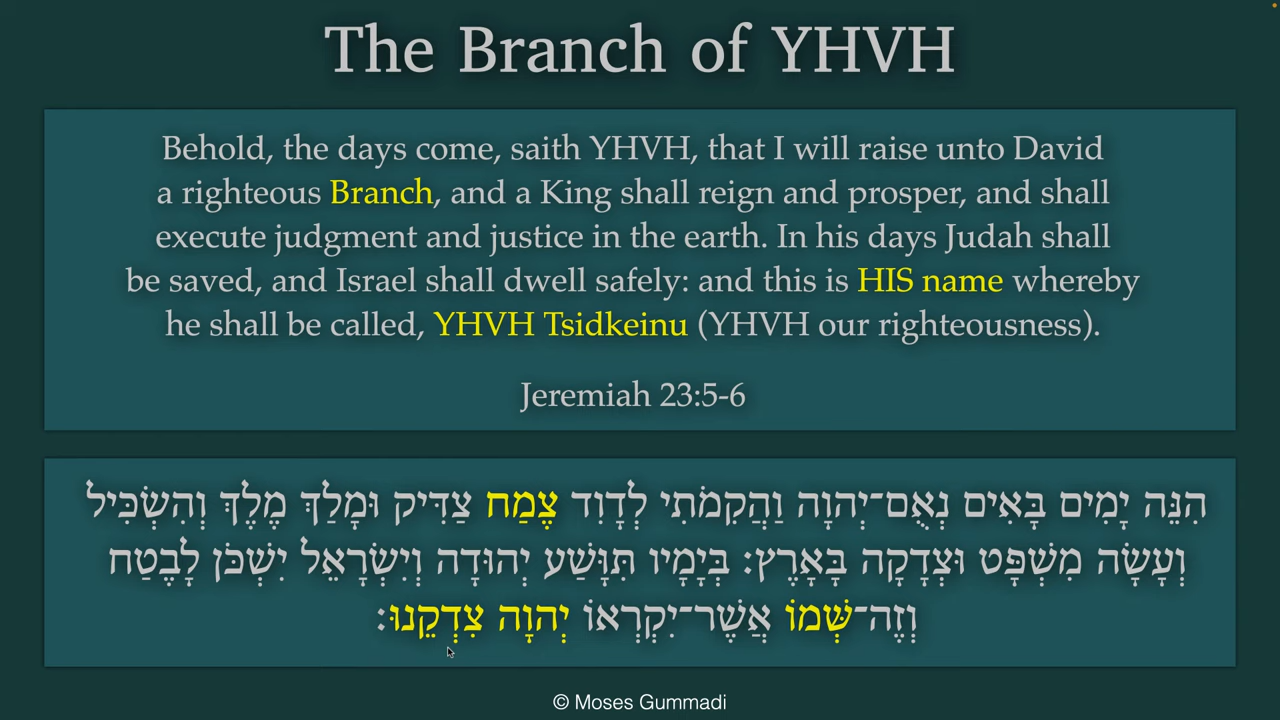 The Branch of YHVH
Behold, the days come, saith YHVH, that I will raise unto David
a righteous Branch, and a King shall reign and prosper, and shall
execute judgment and justice in the earth. In his days Judah shall
be saved, and Israel shall dwell safely: and this is HIS name whereby
he shall be called, YHVH Tsidkeinu (YHVH our righteousness).
Jeremiah 23:5-6
הִנֵּה יָמִים בָּאִים נְאֻם־יְהוָה וַהֲקִמֹתִי לְדָוִד צֶמַח צַדִּיק וּמָלַךְ מֶלֶךְ וְהִשְׂכִּיל
וְעָשָׂה מִשְׁפָּט וּצְדָקָה בָּאָרֶץ׃ בְּיָמָיו תִּוָּשַׁע יְהוּדָה וְיִשְׂרָאֵל יִשְׁכֹּן לָבֶטַח
וְזֶה־שְּׁמוֹ אֲשֶׁר־יִקְרְאוֹ יְהוָה צִדְקֵנוּ׃
© Moses Gummadi